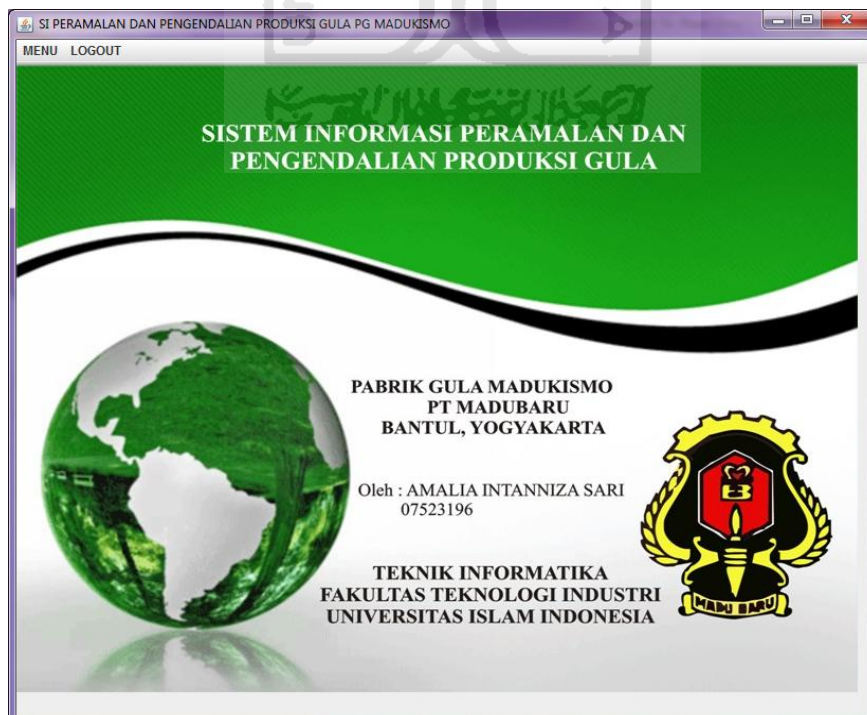 SI PERAMALAN DAN PENGENDALIAN PRODUKSI GULA PG MADUKISMO
MENU LOGOUT
SISTEM INFORMASI PERAMALAN DAN
PENGENDALIAN PRODUKSI GULA
PABRIK GULA MADUKISMO
PT MADUBARU
BANTUL, YOGYAKARTA
Oleh : AMALIA INTANNIZA SARI
07523196
TEKNIK INFORMATIKA
FAKULTAS TEKNOLOGI INDUSTRI
UNIVERSITAS ISLAM INDONESIA
MADU BARU